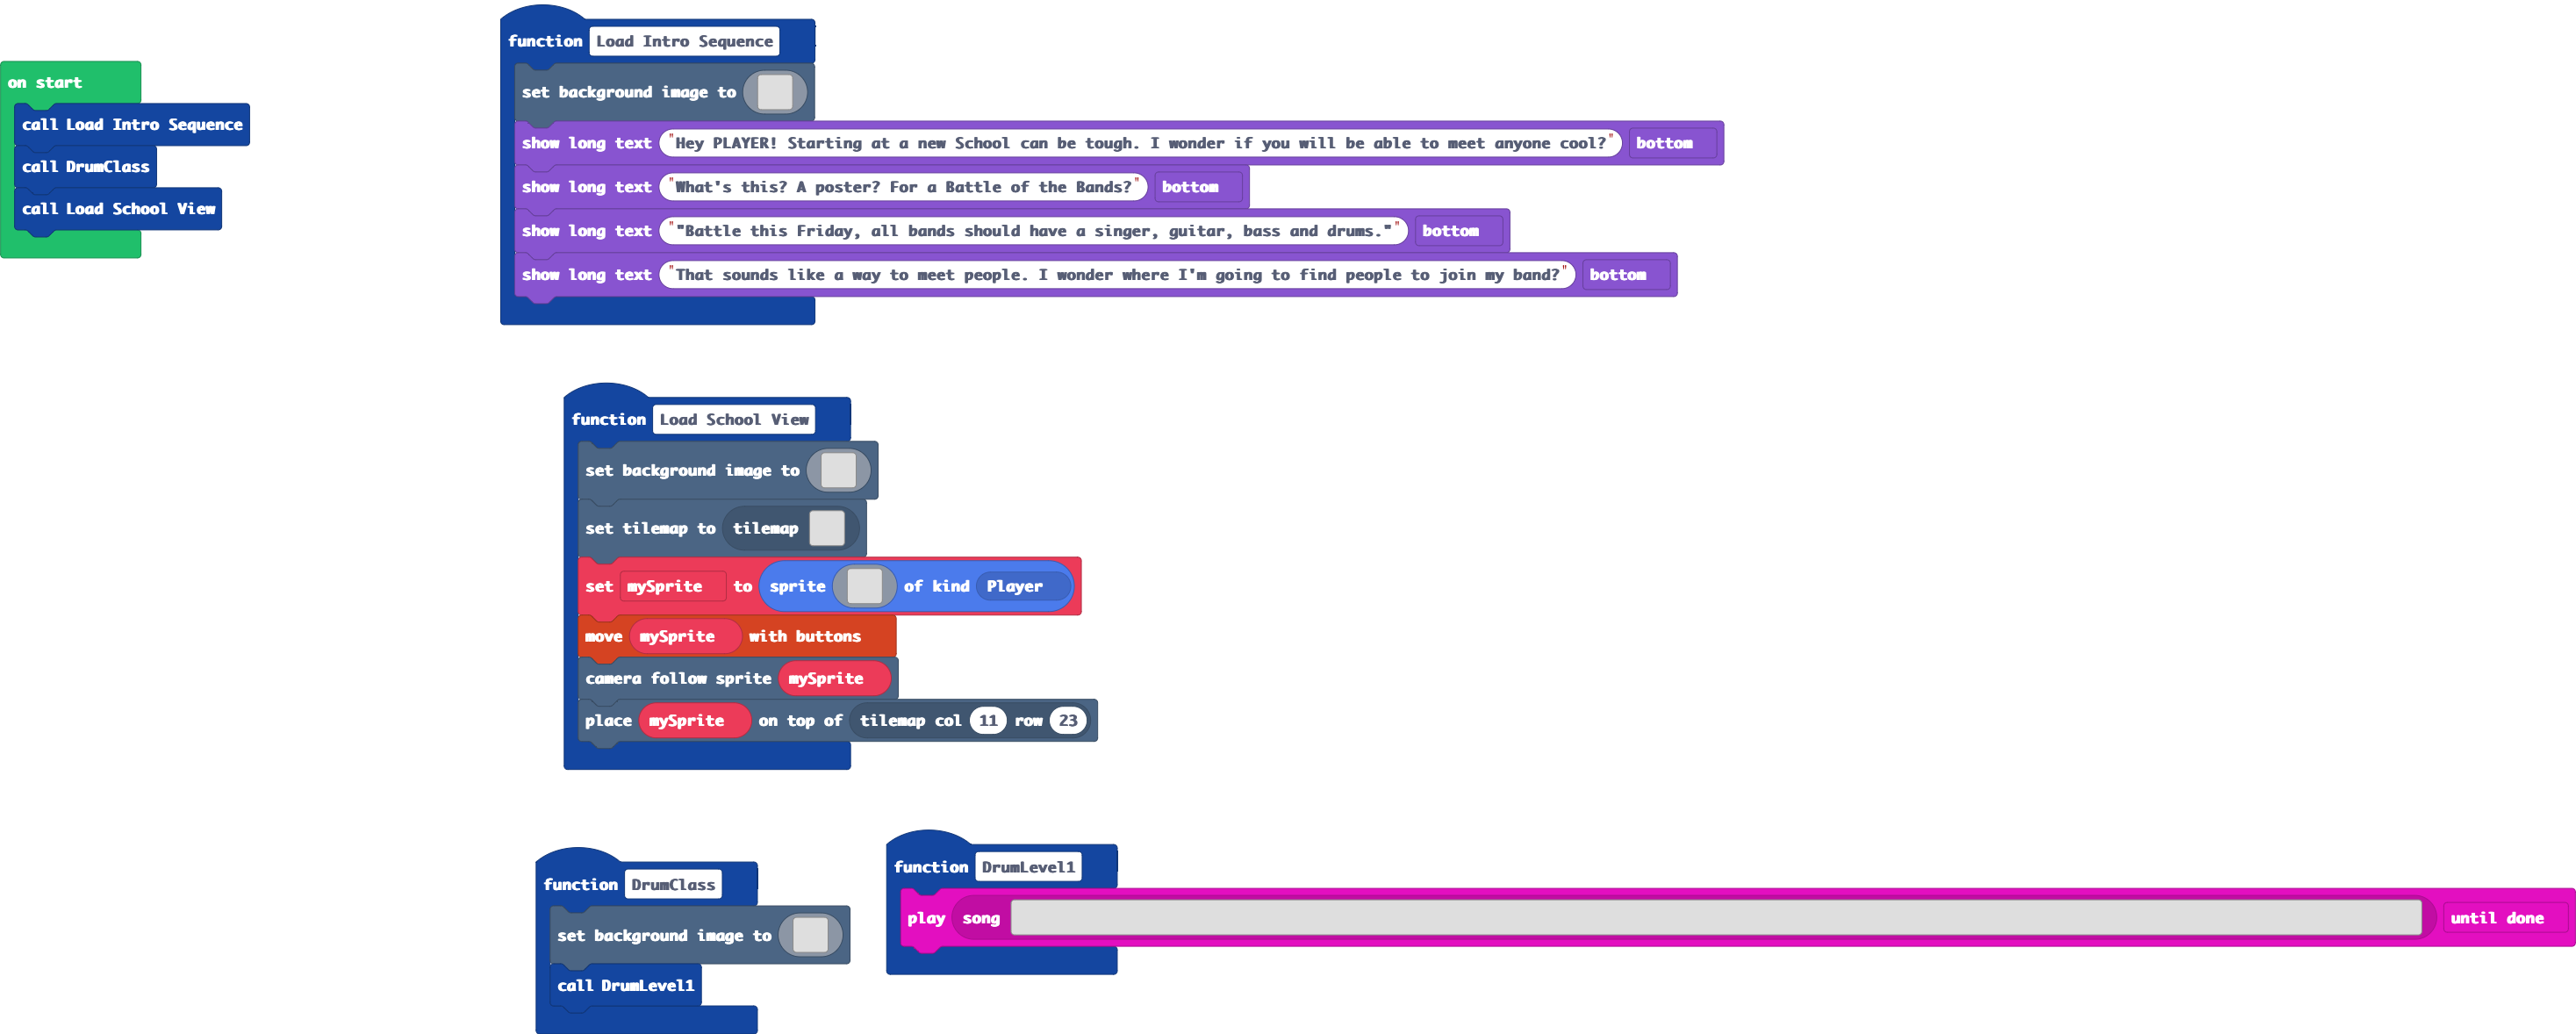 on start
call Load Intro Sequence
call DrumClass
call Load School View
function Load Intro Sequence
set background image to
show long text "Hey PLAYER! Starting at a new School can be tough. I wonder if you will be able to meet anyone cool?" bottom
show long text "What's this? A poster? For a Battle of the Bands?" bottom
show long text ""Battle this Friday, all bands should have a singer, guitar, bass and drums."" bottom
show long text "That sounds like a way to meet people. I wonder where I'm going to find people to join my band?" bottom
function Load School View
set background image to
set tilemap to tilemap
set mySprite to sprite of kind Player
move mySprite with buttons
camera follow sprite mySprite
place mySprite on top of tilemap col 11 row 23
function DrumClass
set background image to
call DrumLevel1
function DrumLevel1
play song until done